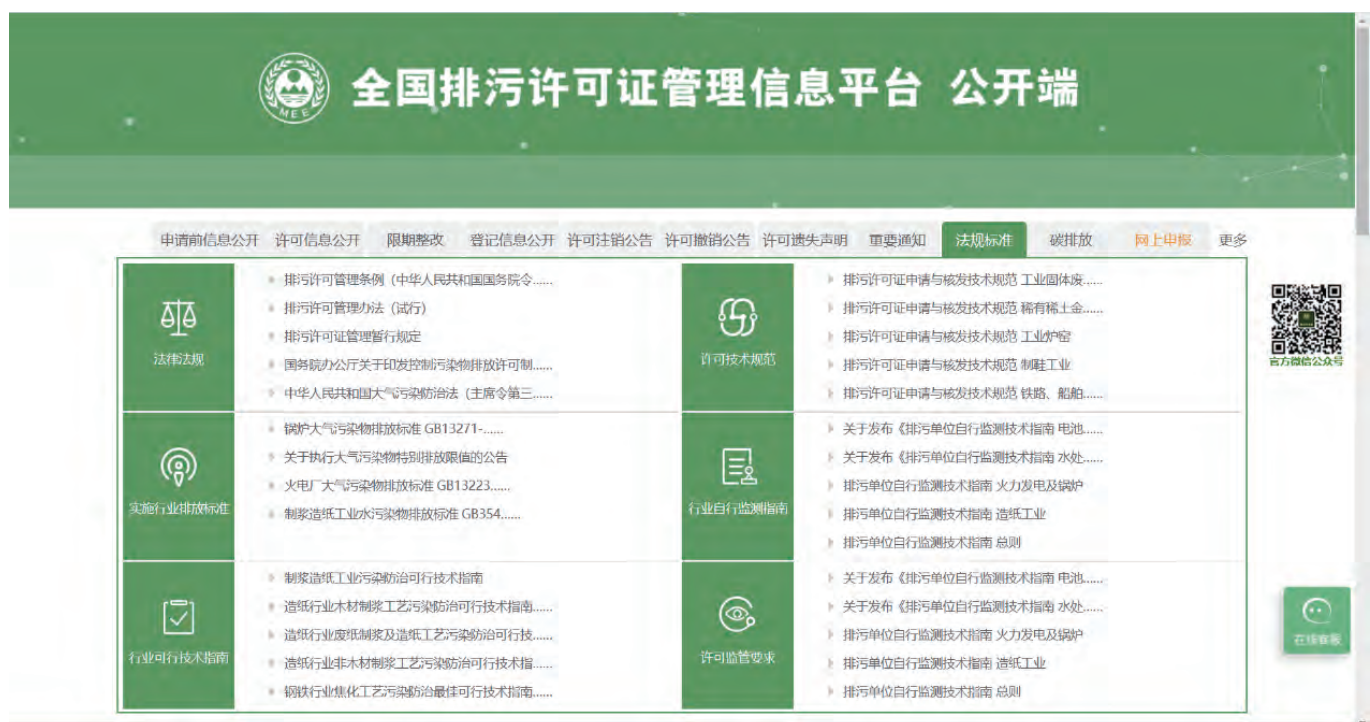 全国排污许可证管理信息平台 公开端
MEE
申请前信息公开 许可信息公开 限期整改 登记信息公开 许可注销公告 许可撤销公告 许可遗失声明 重要通知 法规标准 碳排放 网上申报 更多
法律法规
排污许可管理条例（中华人民共和国国务院令......
排污许可管理办法（试行）
排污许可证管理暂行规定
国务院办公厅关于印发控制污染物排放许可制......
中华人民共和国大气污染防治法（主席令第三......
许可技术规范
排污许可证申请与核发技术规范 工业固体废......
排污许可证申请与核发技术规范 稀有稀土金......
排污许可证申请与核发技术规范 工业炉窑
排污许可证申请与核发技术规范 制鞋工业
排污许可证申请与核发技术规范 铁路、船舶......
官方微信公众号
实施行业排放标准
锅炉大气污染物排放标准 GB13271-......
关于执行大气污染物特别排放限值的公告
火电厂大气污染物排放标准 GB13223......
制浆造纸工业水污染物排放标准 GB354......
行业自行监测指南
关于发布《排污单位自行监测技术指南 电池......
关于发布《排污单位自行监测技术指南 水处......
排污单位自行监测技术指南 火力发电及锅炉
排污单位自行监测技术指南 造纸工业
排污单位自行监测技术指南 总则
行业可行技术指南
制浆造纸工业污染防治可行技术指南
造纸行业木材制浆工艺污染防治可行技术指南......
造纸行业废纸制浆及造纸工艺污染防治可行技......
造纸行业非木材制浆工艺污染防治可行技术指......
钢铁行业焦化工艺污染防治最佳可行技术指南......
许可监管要求
关于发布《排污单位自行监测技术指南 电池......
关于发布《排污单位自行监测技术指南 水处......
排污单位自行监测技术指南 火力发电及锅炉
排污单位自行监测技术指南 造纸工业
排污单位自行监测技术指南 总则
在线客服